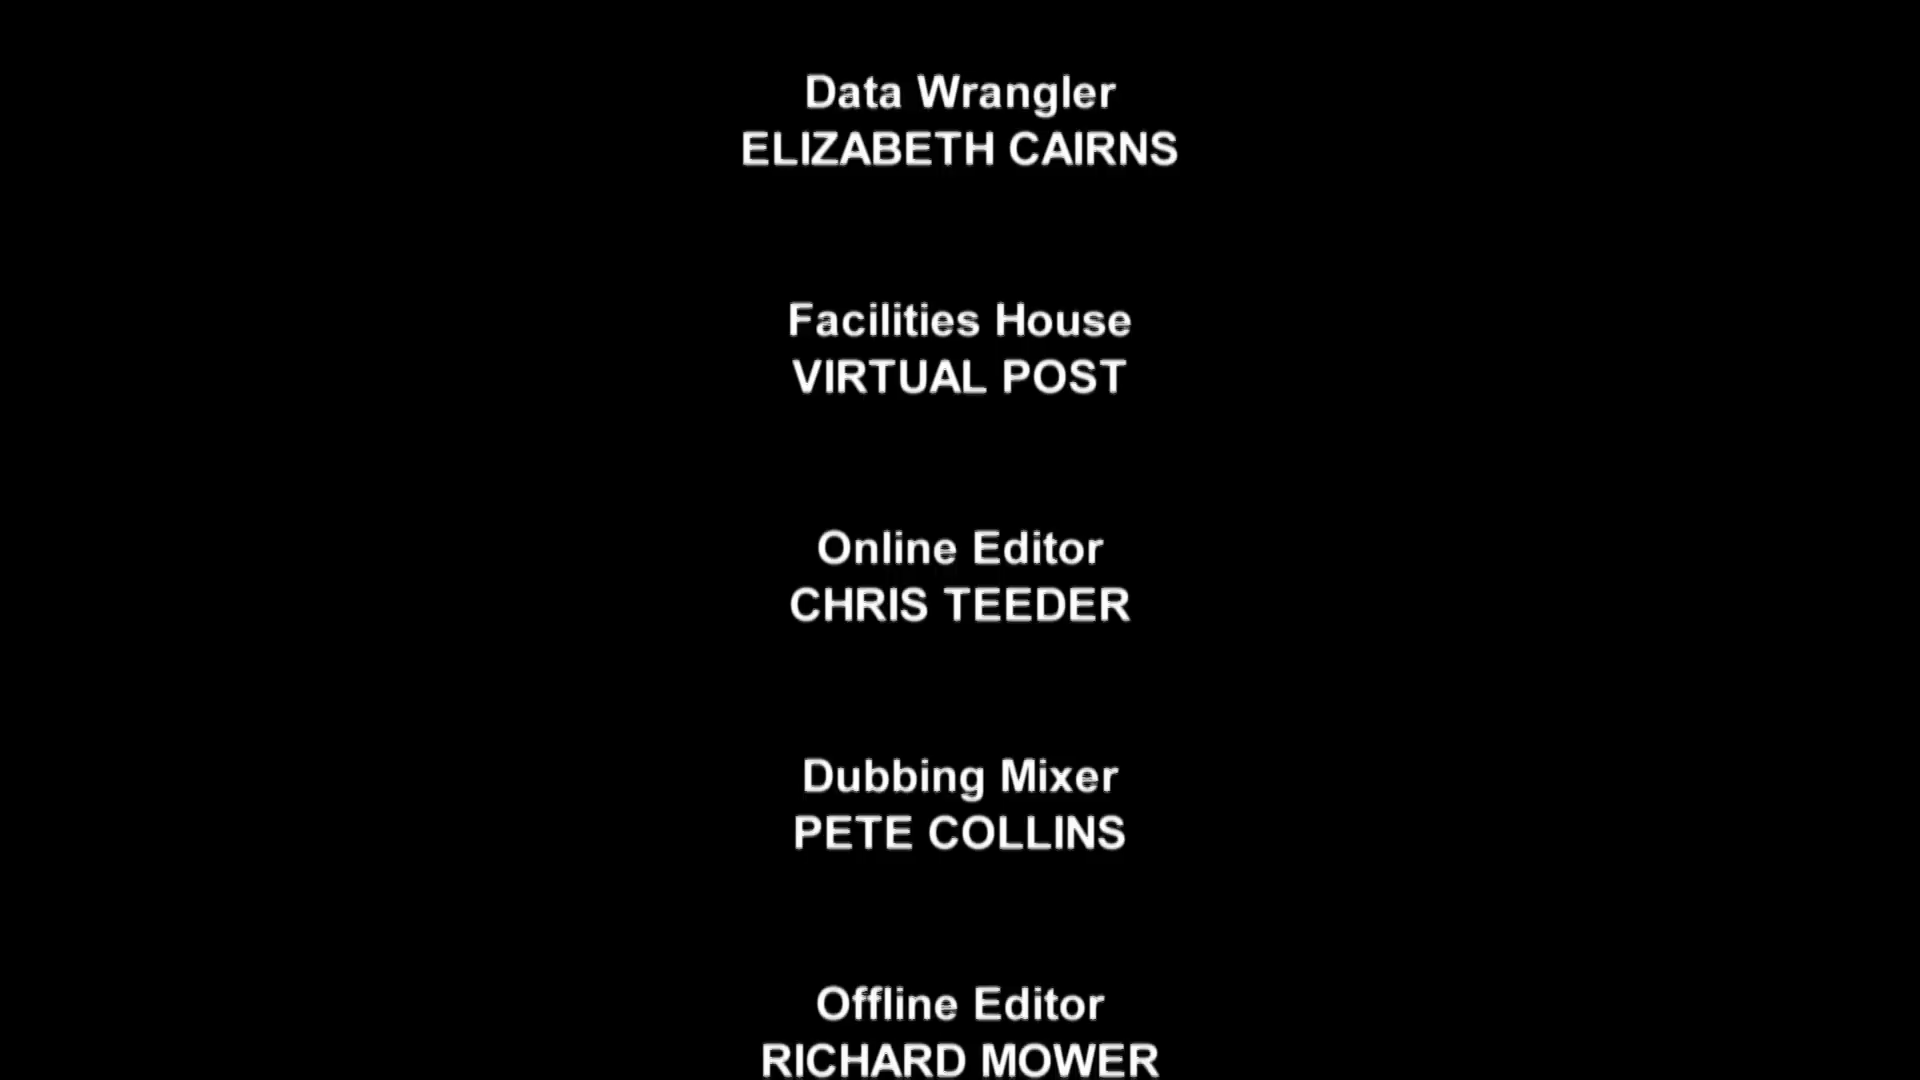 Data Wrangler
ELIZABETH CAIRNS
Facilities House
VIRTUAL POST
Online Editor
CHRIS TEEDER
Dubbing Mixer
PETE COLLINS
Offline Editor
RICHARD MOWER